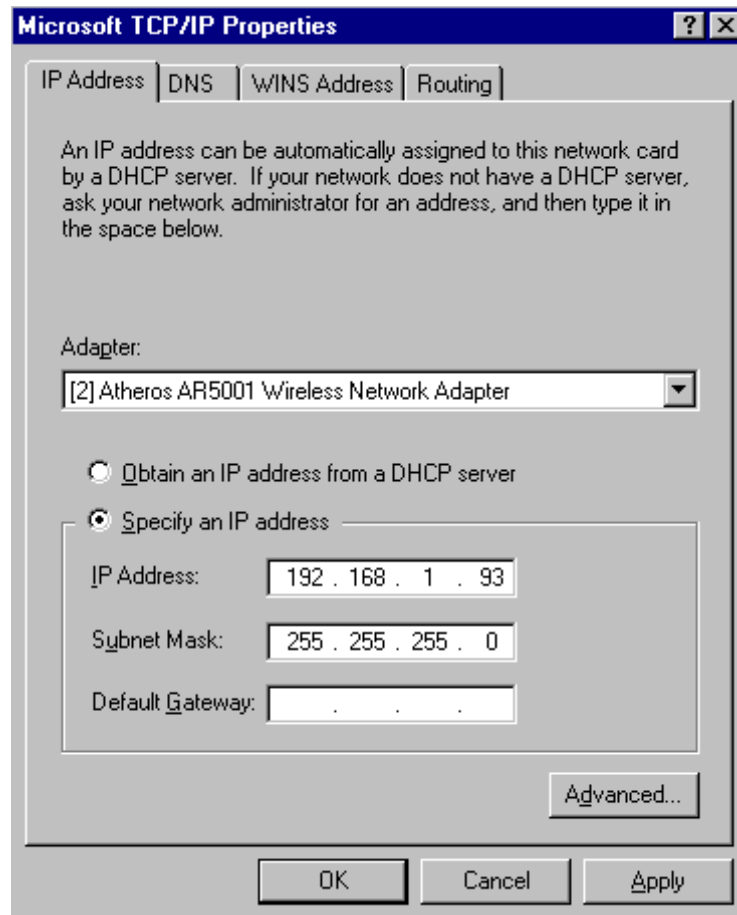 Microsoft TCP/IP Properties
IP Address DNS WINS Address Routing
An IP address can be automatically assigned to this network card
by a DHCP server. If your network does not have a DHCP server,
ask your network administrator for an address, and then type it in
the space below.
Adapter:
[2] Atheros AR5001 Wireless Network Adapter
Obtain an IP address from a DHCP server
Specify an IP address
IP Address: 192 . 168 . 1 . 93
Subnet Mask: 255 . 255 . 255 . 0
Default Gateway: . . .
Advanced...
OK Cancel Apply